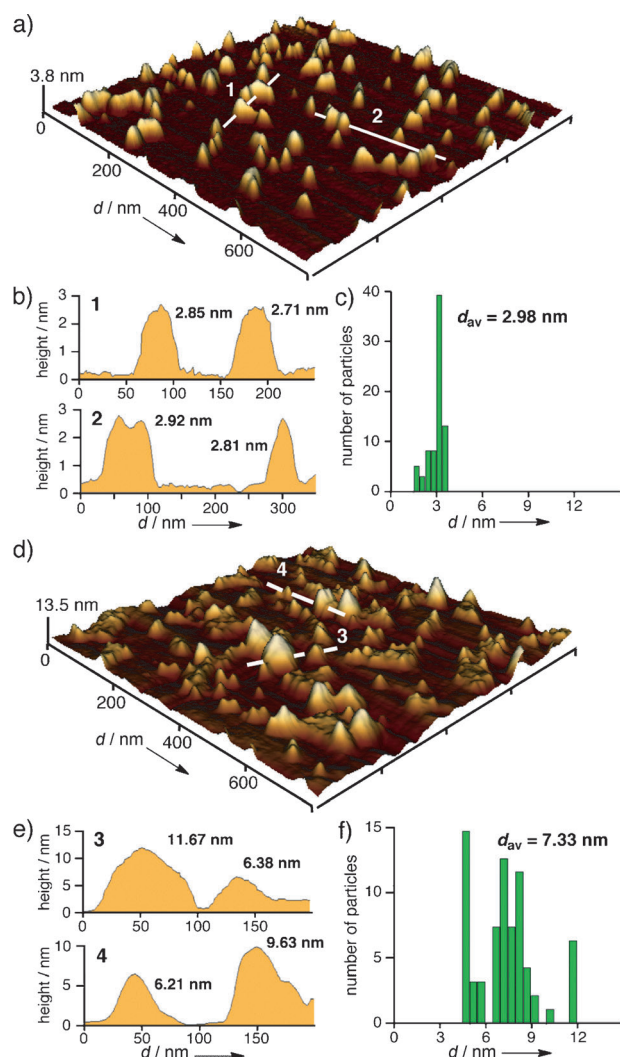 a)
3.8 nm
0
200
400
600
d / nm
1
2
b)
1
2.85 nm
2.71 nm
height / nm
3
2
1
0
0
50
100
150
200
2
2.92 nm
2.81 nm
height / nm
3
2
1
0
0
100
200
300
d / nm
c)
dav = 2.98 nm
number of particles
40
30
20
10
0
0
3
6
9
12
d / nm
d)
13.5 nm
0
200
400
600
d / nm
4
3
e)
3
11.67 nm
6.38 nm
height / nm
15
10
5
0
0
50
100
150
4
9.63 nm
6.21 nm
height / nm
10
5
0
0
50
100
150
d / nm
f)
dav = 7.33 nm
number of particles
15
10
5
0
0
3
6
9
12
d / nm